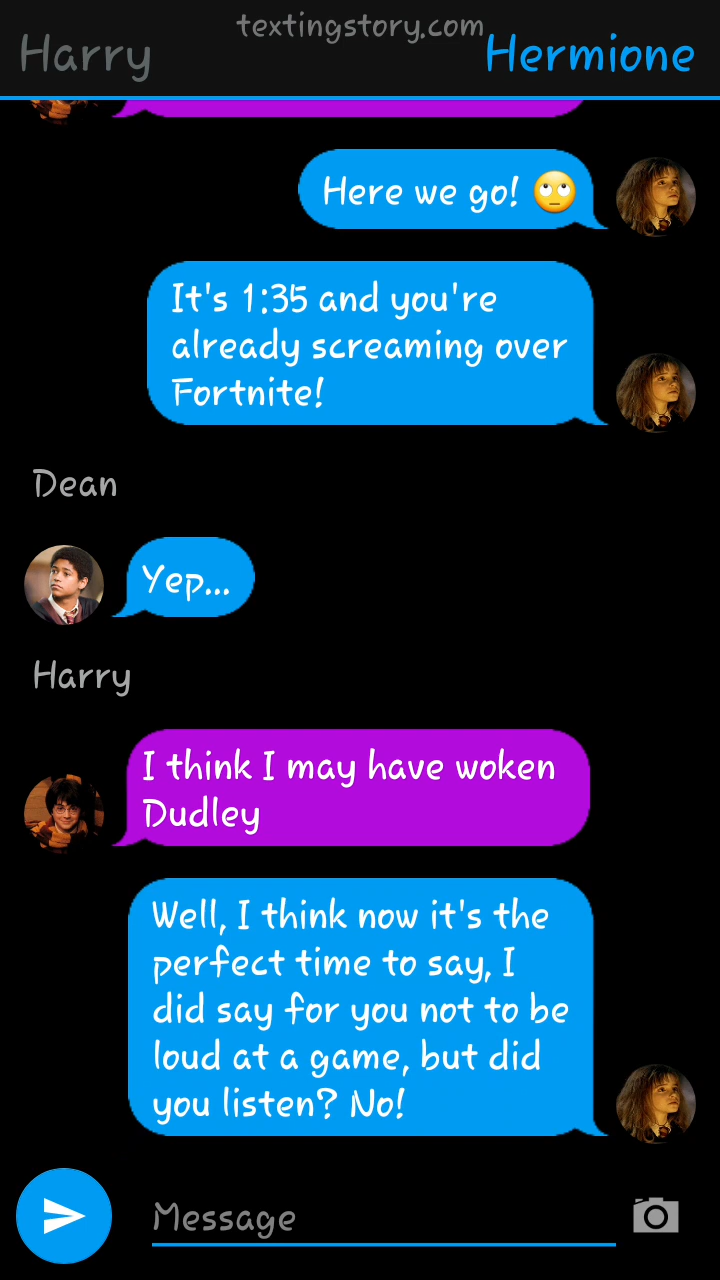 textingstory.com
Harry
Hermione
Here we go! 🙄
It's 1:35 and you're
already screaming over
Fortnite!
Dean
Yep...
Harry
I think I may have woken
Dudley
Well, I think now it's the
perfect time to say, I
did say for you not to be
loud at a game, but did
you listen? No!
Message